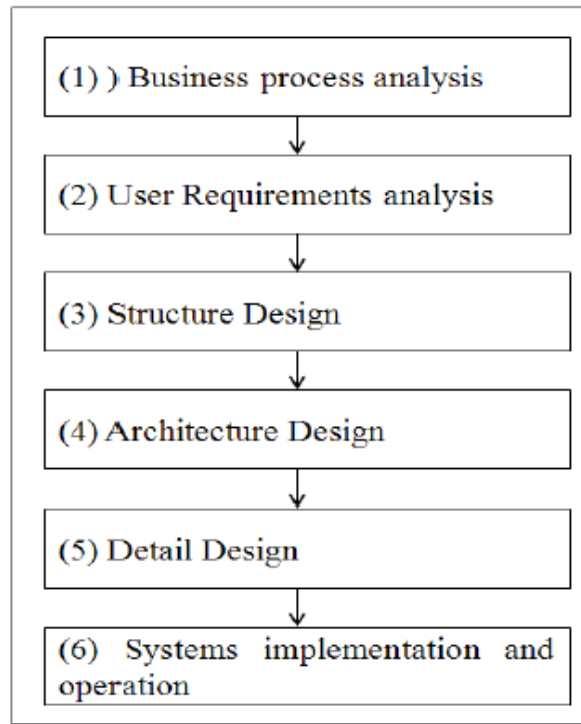 (1) ) Business process analysis
(2) User Requirements analysis
(3) Structure Design
(4) Architecture Design
(5) Detail Design
(6) Systems implementation and
operation